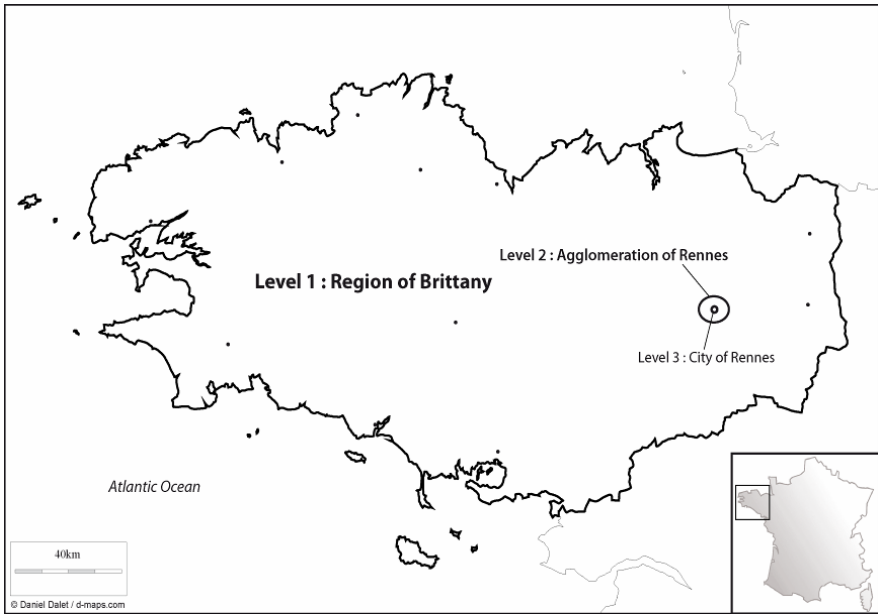 Level 2 : Agglomeration of Rennes
Level 1 : Region of Brittany
Level 3 : City of Rennes
Atlantic Ocean
40km
© Daniel Dalet / d-maps.com